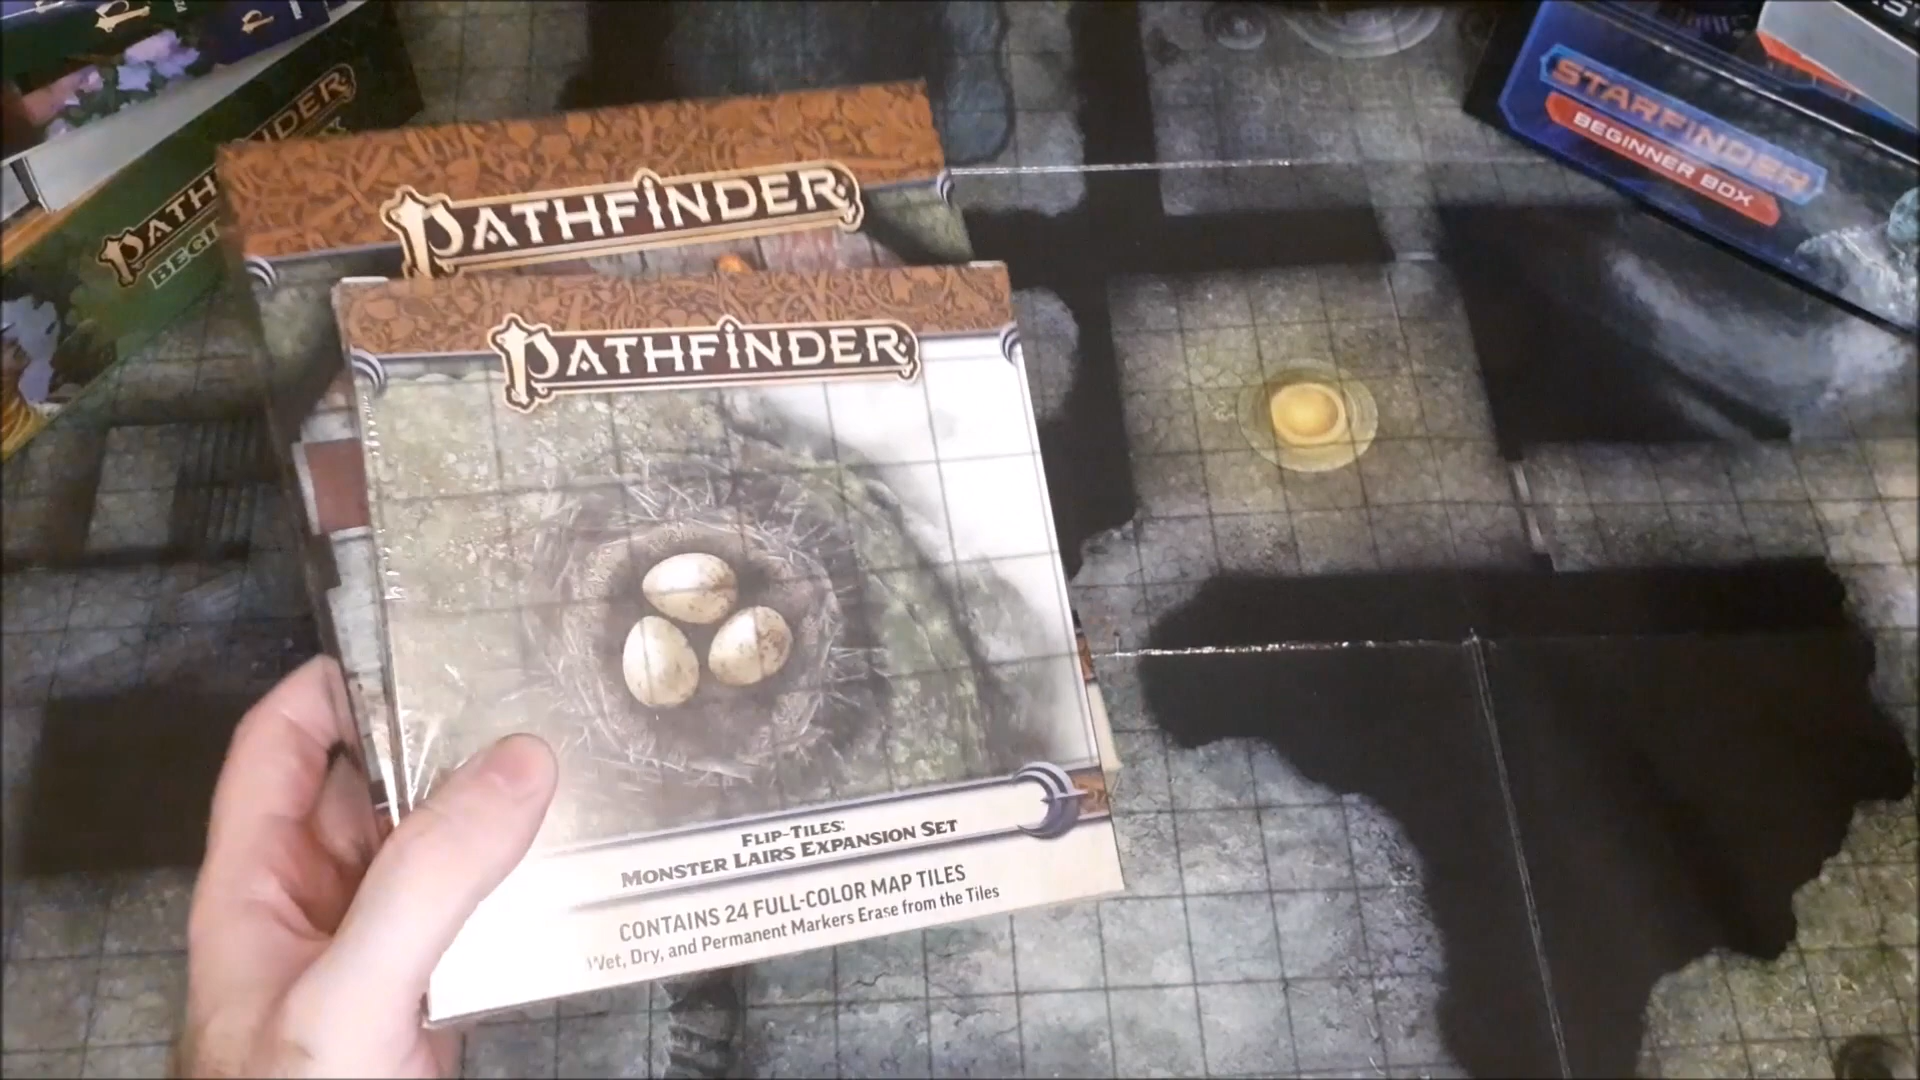 PATHFINDER
PATHFINDER
FLIP-TILES:
MONSTER LAIRS EXPANSION SET
CONTAINS 24 FULL-COLOR MAP TILES
Wet, Dry, and Permanent Markers Erase from the Tiles
STARFINDER
BEGINNER BOX